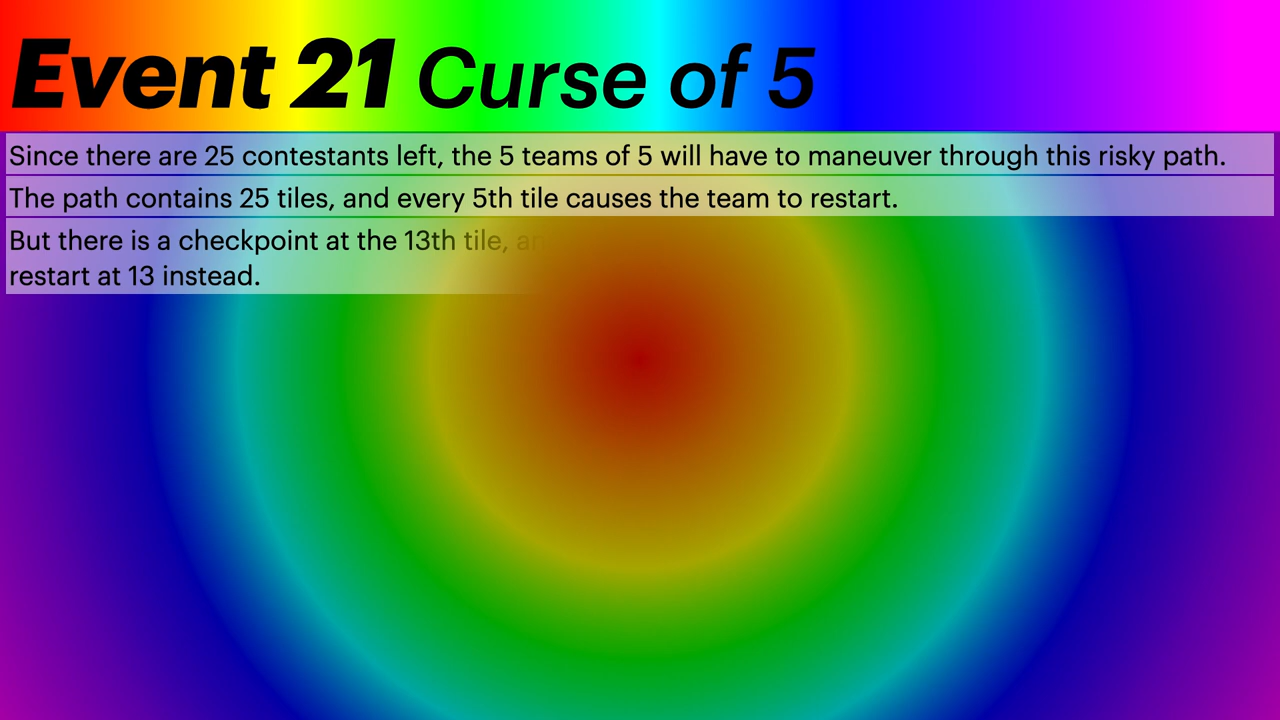 Event 21 Curse of 5
Since there are 25 contestants left, the 5 teams of 5 will have to maneuver through this risky path.
The path contains 25 tiles, and every 5th tile causes the team to restart.
But there is a checkpoint at the 13th tile, an
restart at 13 instead.